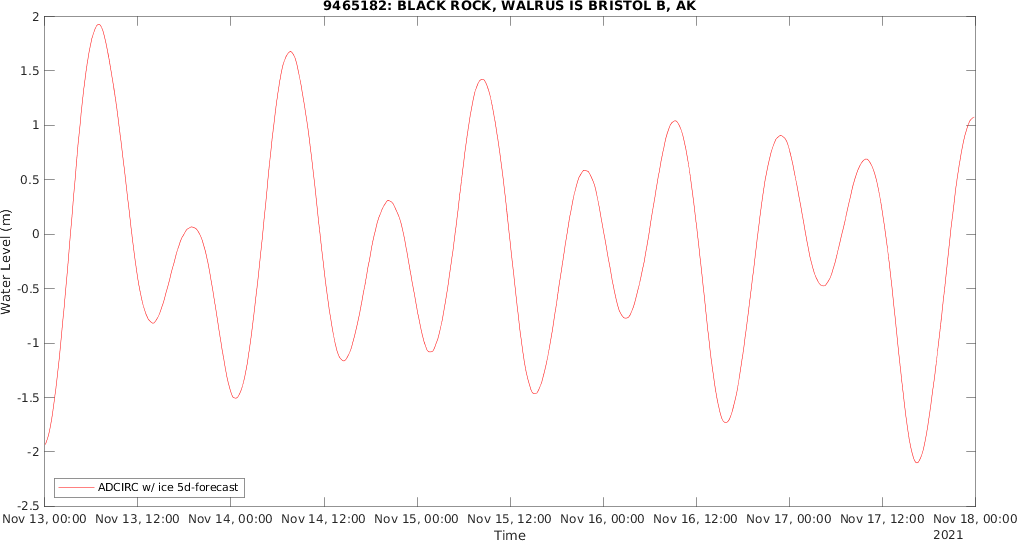 9465182: BLACK ROCK, WALRUS IS BRISTOL B, AK
2
1.5
1
0.5
0
-0.5
-1
-1.5
-2
-2.5
Water Level (m)
ADCIRC w/ ice 5d-forecast
Nov 13, 00:00 Nov 13, 12:00 Nov 14, 00:00 Nov 14, 12:00 Nov 15, 00:00 Nov 15, 12:00 Nov 16, 00:00 Nov 16, 12:00 Nov 17, 00:00 Nov 17, 12:00 Nov 18, 00:00
Time
2021